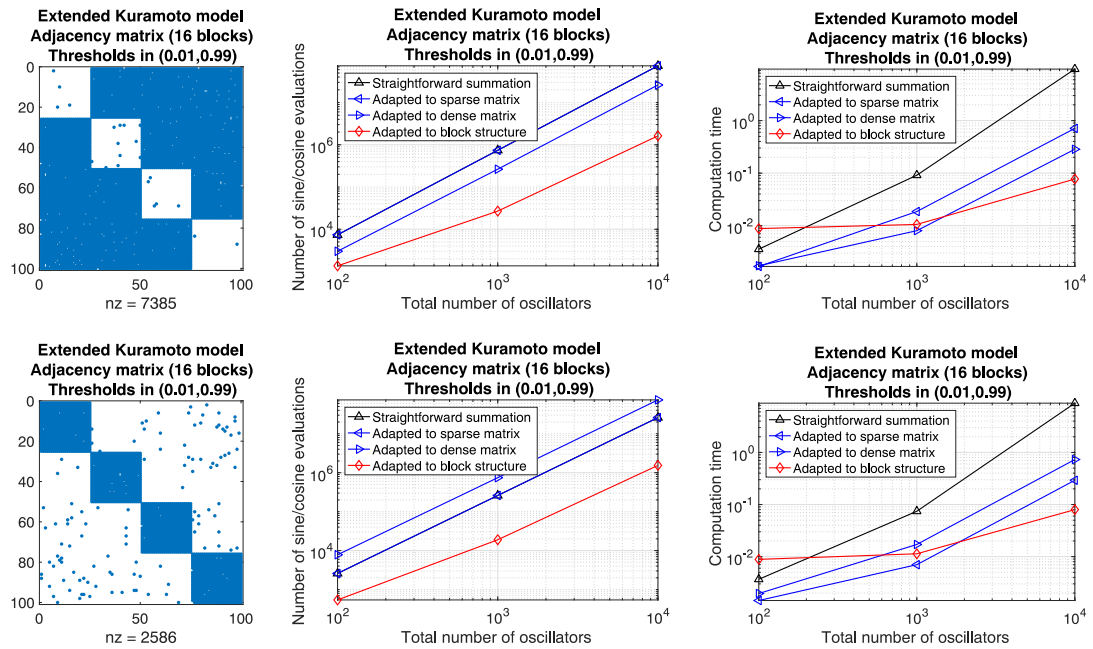 Extended Kuramoto model
Adjacency matrix (16 blocks)
Thresholds in (0.01,0.99)
0
20
40
60
80
100
0
50
100
nz = 7385
Extended Kuramoto model
Adjacency matrix (16 blocks)
Thresholds in (0.01,0.99)
Number of sine/cosine evaluations
Straightforward summation
Adapted to sparse matrix
Adapted to dense matrix
Adapted to block structure
10^6
10^4
10^2
10^3
10^4
Total number of oscillators
Extended Kuramoto model
Adjacency matrix (16 blocks)
Thresholds in (0.01,0.99)
Computation time
Straightforward summation
Adapted to sparse matrix
Adapted to dense matrix
Adapted to block structure
10^0
10^-1
10^-2
10^2
10^3
10^4
Total number of oscillators
Extended Kuramoto model
Adjacency matrix (16 blocks)
Thresholds in (0.01,0.99)
0
20
40
60
80
100
0
50
100
nz = 2586
Extended Kuramoto model
Adjacency matrix (16 blocks)
Thresholds in (0.01,0.99)
Number of sine/cosine evaluations
Straightforward summation
Adapted to sparse matrix
Adapted to dense matrix
Adapted to block structure
10^6
10^4
10^2
10^3
10^4
Total number of oscillators
Extended Kuramoto model
Adjacency matrix (16 blocks)
Thresholds in (0.01,0.99)
Computation time
Straightforward summation
Adapted to sparse matrix
Adapted to dense matrix
Adapted to block structure
10^0
10^-1
10^-2
10^2
10^3
10^4
Total number of oscillators